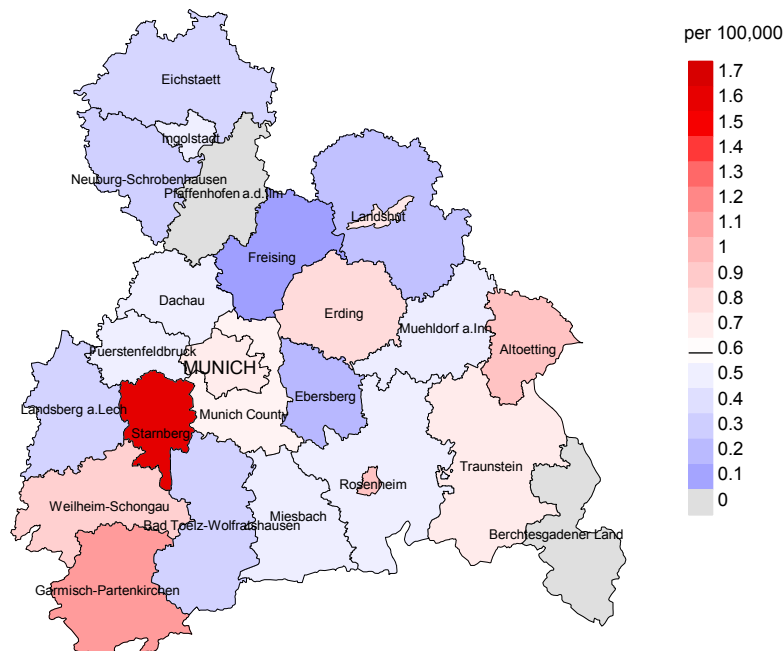 per 100,000
1.7
1.6
1.5
1.4
1.3
1.2
1.1
1
0.9
0.8
0.7
0.6
0.5
0.4
0.3
0.2
0.1
0
Eichstaett
Ingolstadt
Neuburg-Schrobenhausen
Pfaffenhofen a.d.Ilm
Landshut
Freising
Dachau
Erding
Muehldorf a.Inn
Fuerstenfeldbruck
MUNICH
Altoetting
Ebersberg
Landsberg a.Lech
Munich County
Starnberg
Traunstein
Rosenheim
Weilheim-Schongau
Miesbach
Bad Toelz-Wolfratshausen
Berchtesgadener Land
Garmisch-Partenkirchen